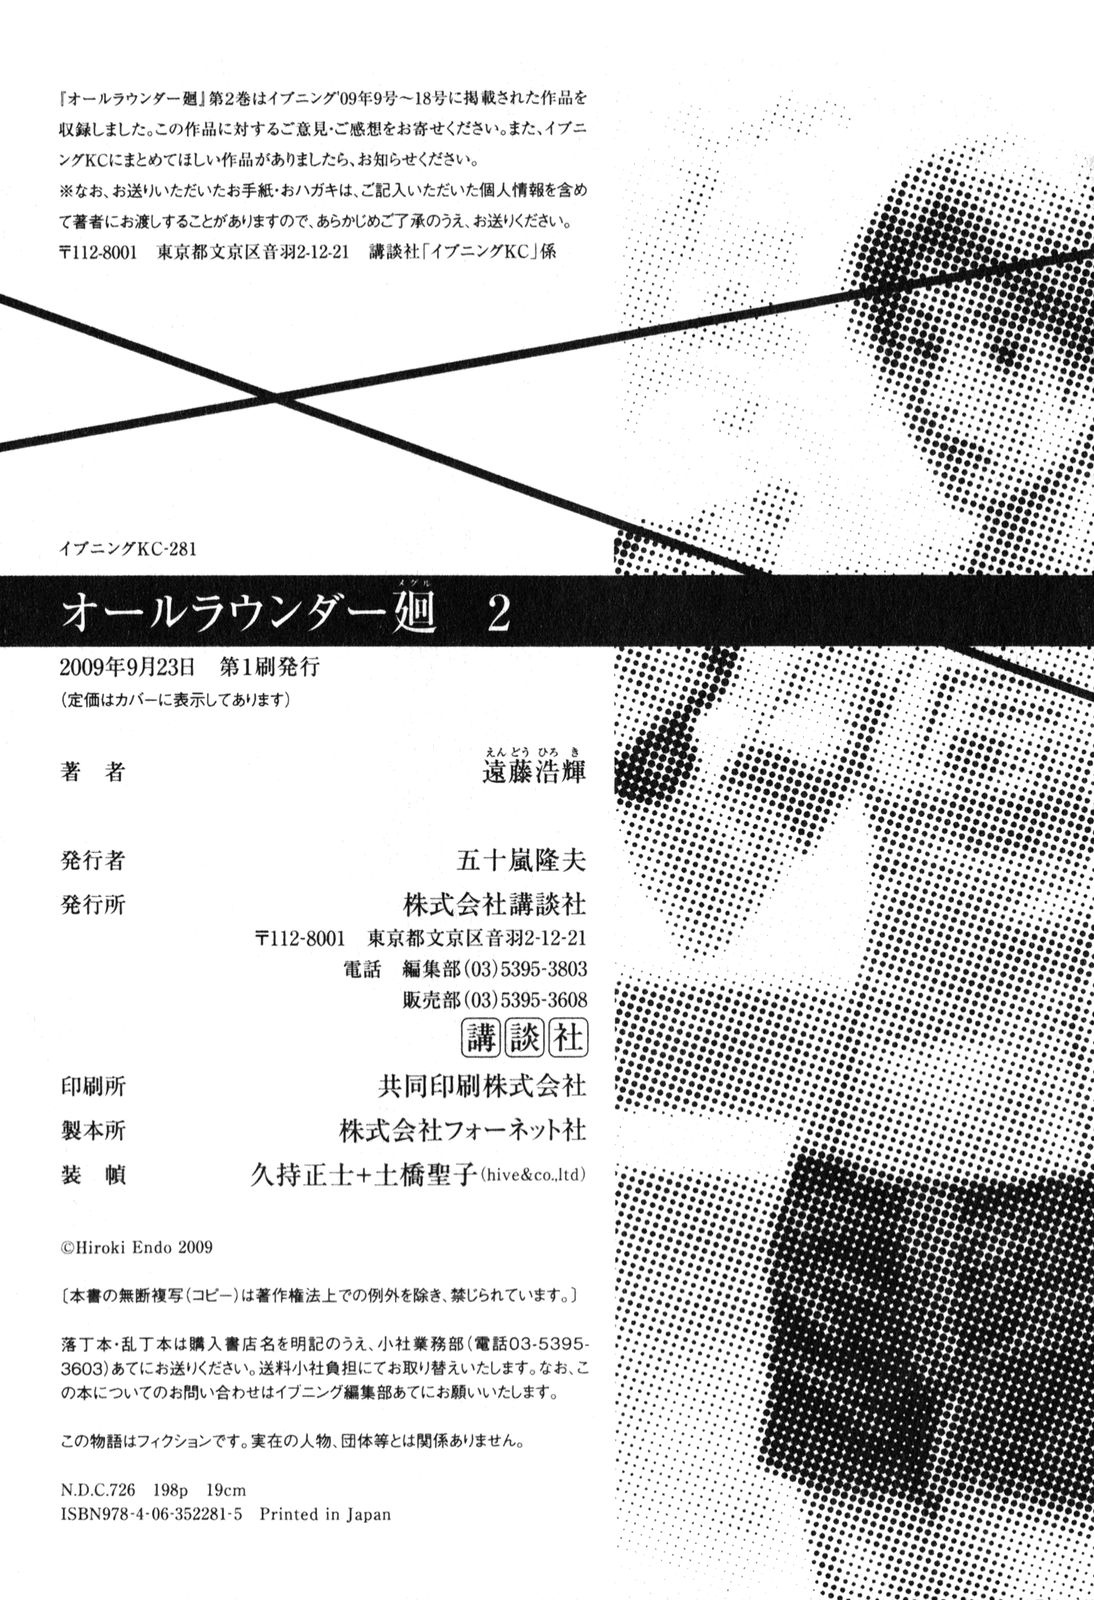 『オールラウンダー廻』第2巻はイブニング'09年9号～18号に掲載された作品を
収録しました。この作品に対するご意見・ご感想をお寄せください。また、イブニ
ングKCにまとめてほしい作品がありましたら、お知らせください。
※なお、お送りいただいたお手紙・おハガキは、ご記入いただいた個人情報を含め
て著者にお渡しすることがありますので、あらかじめご了承のうえ、お送りください。
〒112-8001　東京都文京区音羽2-12-21　講談社「イブニングKC」係
イブニングKC-281
メグル
オールラウンダー廻　2
2009年9月23日　第1刷発行
（定価はカバーに表示してあります）
えんどう ひろ き
著　者　遠藤浩輝
発行者　五十嵐隆夫
発行所　株式会社講談社
〒112-8001　東京都文京区音羽2-12-21
電話　編集部（03）5395-3803
販売部（03）5395-3608
講談社
印刷所　共同印刷株式会社
製本所　株式会社フォーネット社
装　幀　久持正士＋土橋聖子（hive&co.,ltd）
©Hiroki Endo 2009
〔本書の無断複写（コピー）は著作権法上での例外を除き、禁じられています。〕
落丁本・乱丁本は購入書店名を明記のうえ、小社業務部（電話03-5395-
3603）あてにお送りください。送料小社負担にてお取り替えいたします。なお、こ
の本についてのお問い合わせはイブニング編集部あてにお願いいたします。
この物語はフィクションです。実在の人物、団体等とは関係ありません。
N.D.C.726　198p　19cm
ISBN978-4-06-352281-5　Printed in Japan